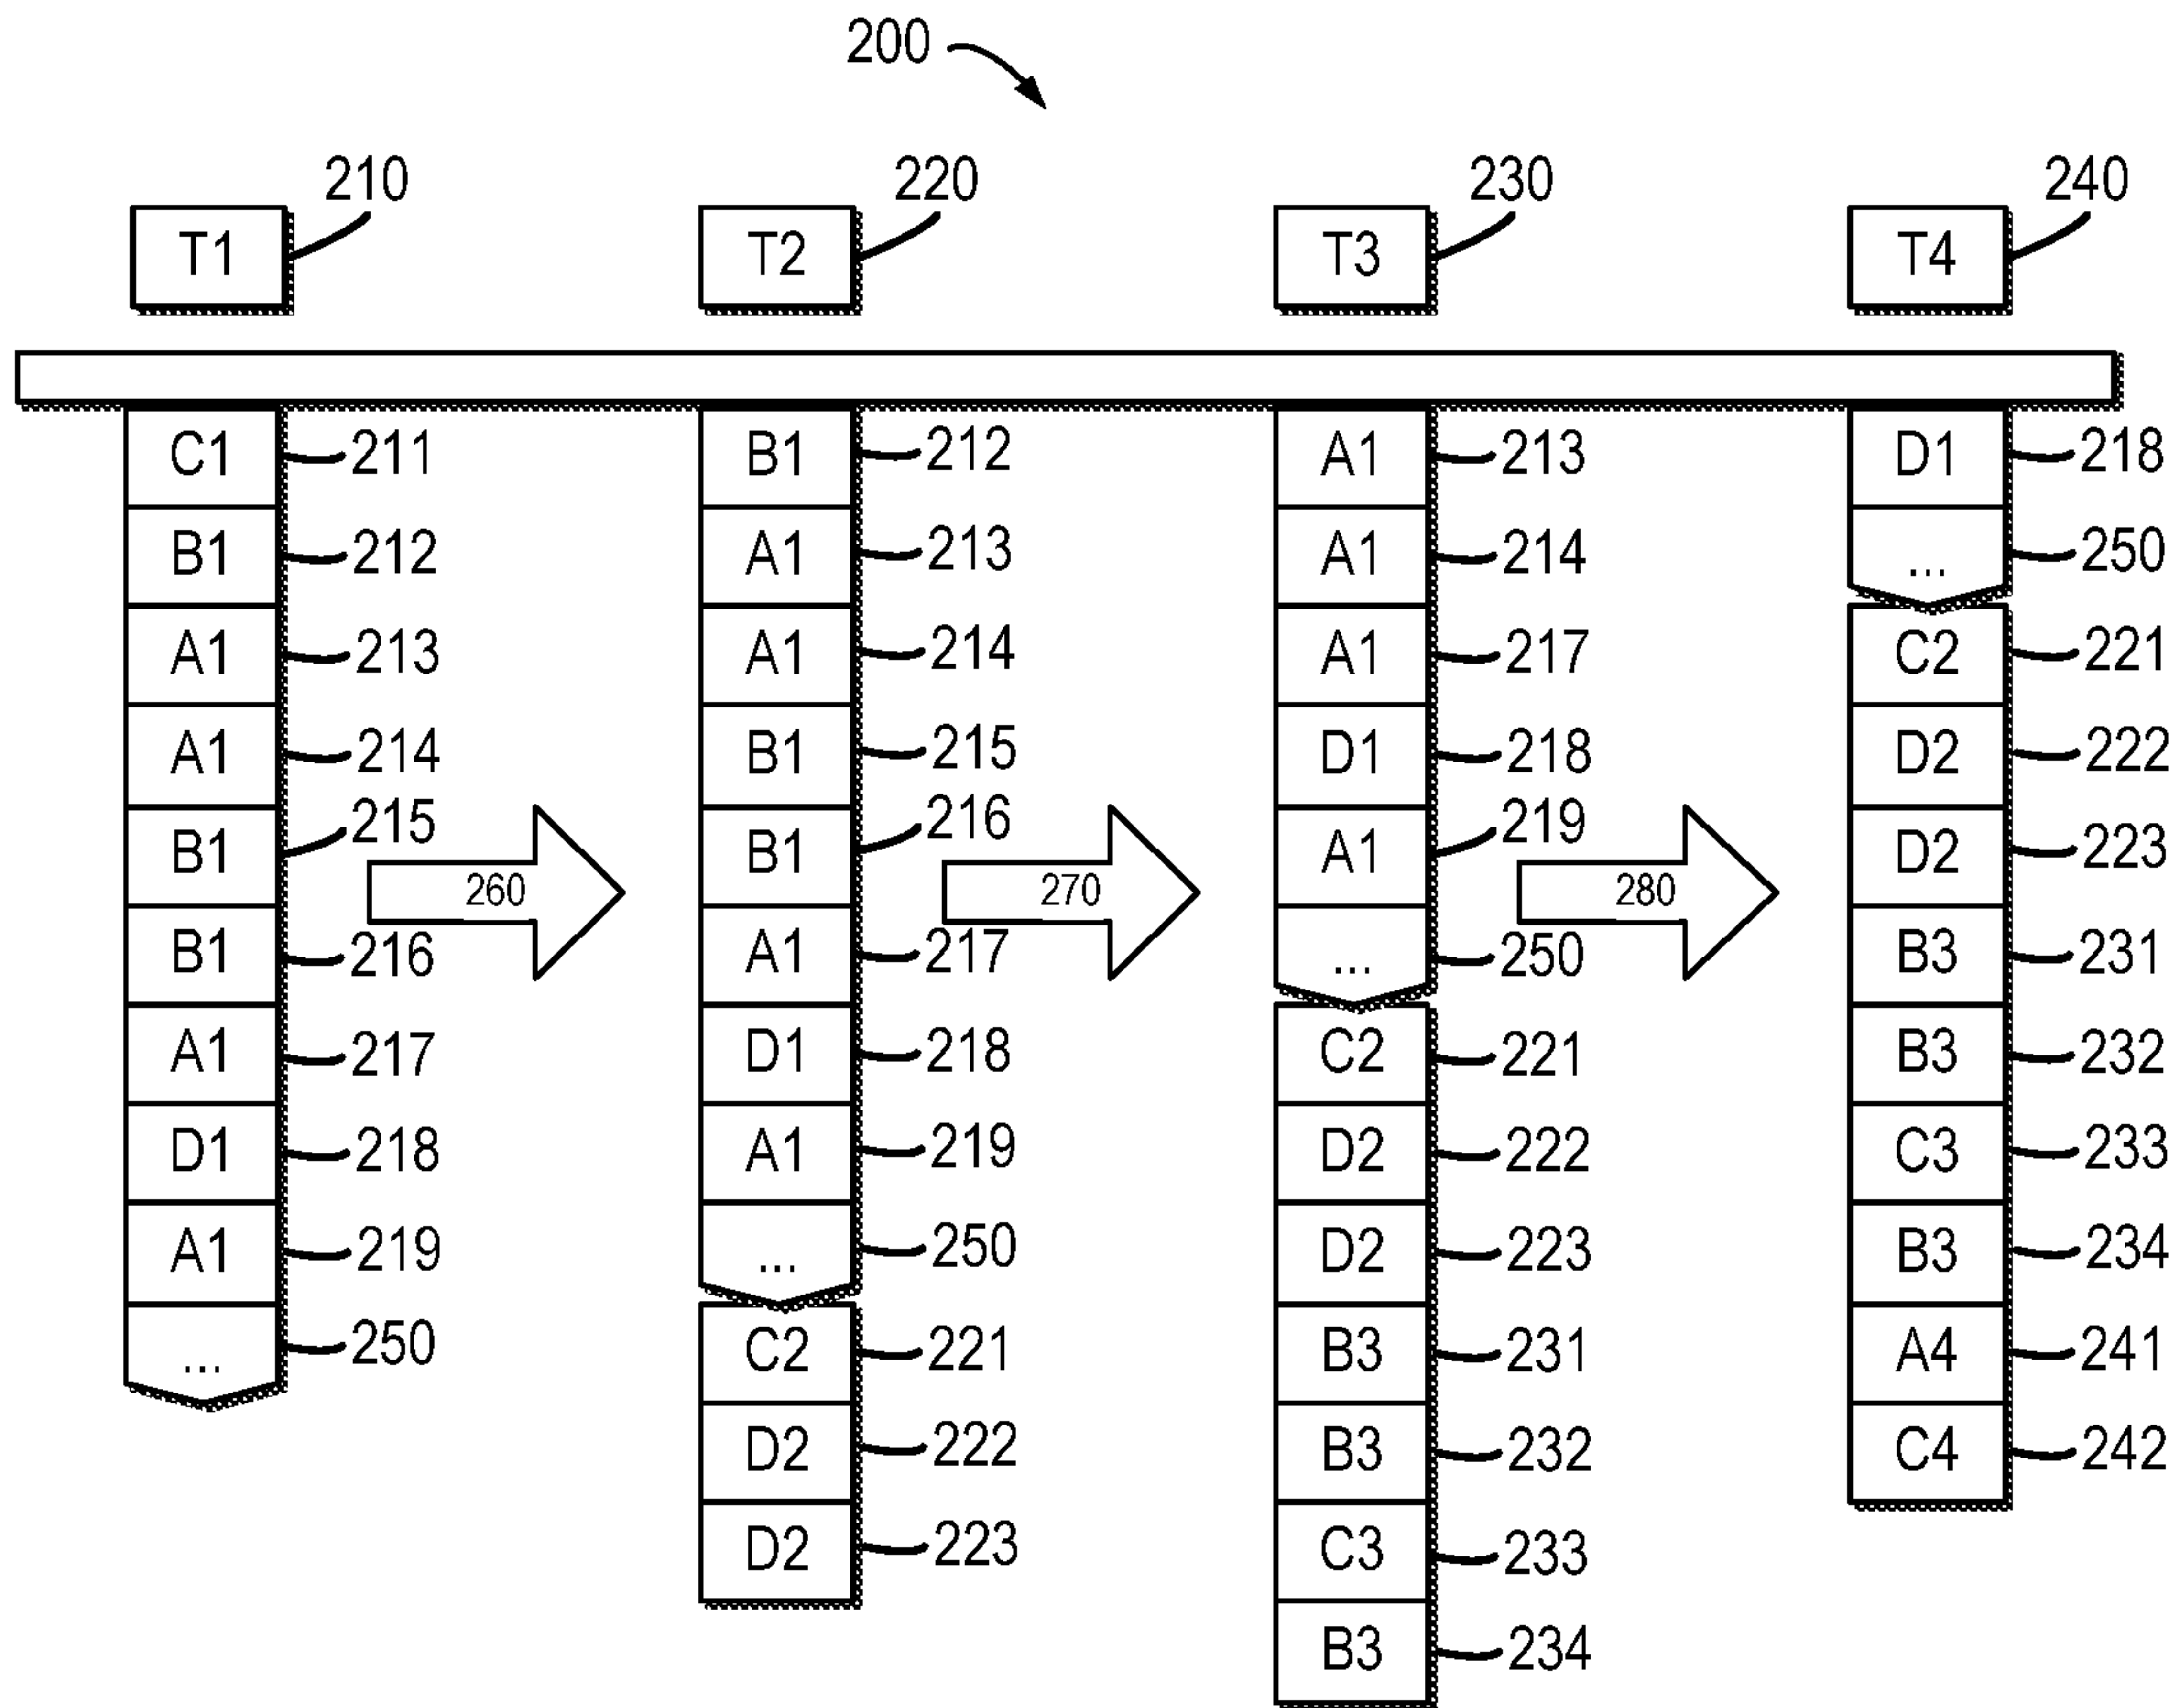 200
210 220 230 240
T1 T2 T3 T4
C1 211 B1 212 A1 213 D1 218
B1 212 A1 213 A1 214 ... 250
A1 213 A1 214 A1 217 C2 221
A1 214 B1 215 D1 218 D2 222
B1 215 B1 216 A1 219 D2 223
260 270 280
B1 216 A1 217 ... 250 B3 231
A1 217 D1 218 C2 221 B3 232
D1 218 A1 219 D2 222 C3 233
A1 219 ... 250 D2 223 B3 234
... 250 C2 221 B3 231 A4 241
D2 222 B3 232 C4 242
D2 223 C3 233
B3 234